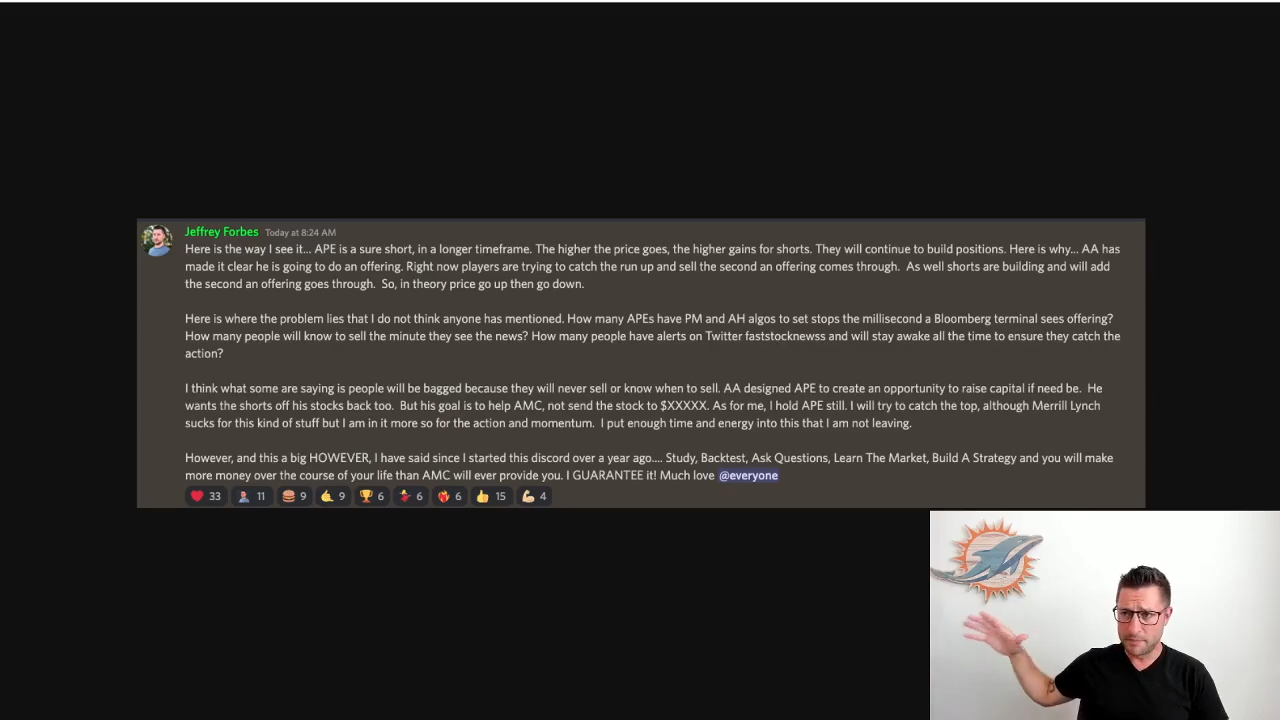 Jeffrey Forbes Today at 8:24 AM
Here is the way I see it... APE is a sure short, in a longer timeframe. The higher the price goes, the higher gains for shorts. They will continue to build positions. Here is why... AA has
made it clear he is going to do an offering. Right now players are trying to catch the run up and sell the second an offering comes through. As well shorts are building and will add
the second an offering goes through. So, in theory price go up then go down.
Here is where the problem lies that I do not think anyone has mentioned. How many APEs have PM and AH algos to set stops the millisecond a Bloomberg terminal sees offering?
How many people will know to sell the minute they see the news? How many people have alerts on Twitter faststocknewss and will stay awake all the time to ensure they catch the
action?
I think what some are saying is people will be bagged because they will never sell or know when to sell. AA designed APE to create an opportunity to raise capital if need be. He
wants the shorts off his stocks back too. But his goal is to help AMC, not send the stock to $XXXXX. As for me, I hold APE still. I will try to catch the top, although Merrill Lynch
sucks for this kind of stuff but I am in it more so for the action and momentum. I put enough time and energy into this that I am not leaving.
However, and this a big HOWEVER, I have said since I started this discord over a year ago.... Study, Backtest, Ask Questions, Learn The Market, Build A Strategy and you will make
more money over the course of your life than AMC will ever provide you. I GUARANTEE it! Much love @everyone
33 11 9 9 6 6 6 15 4